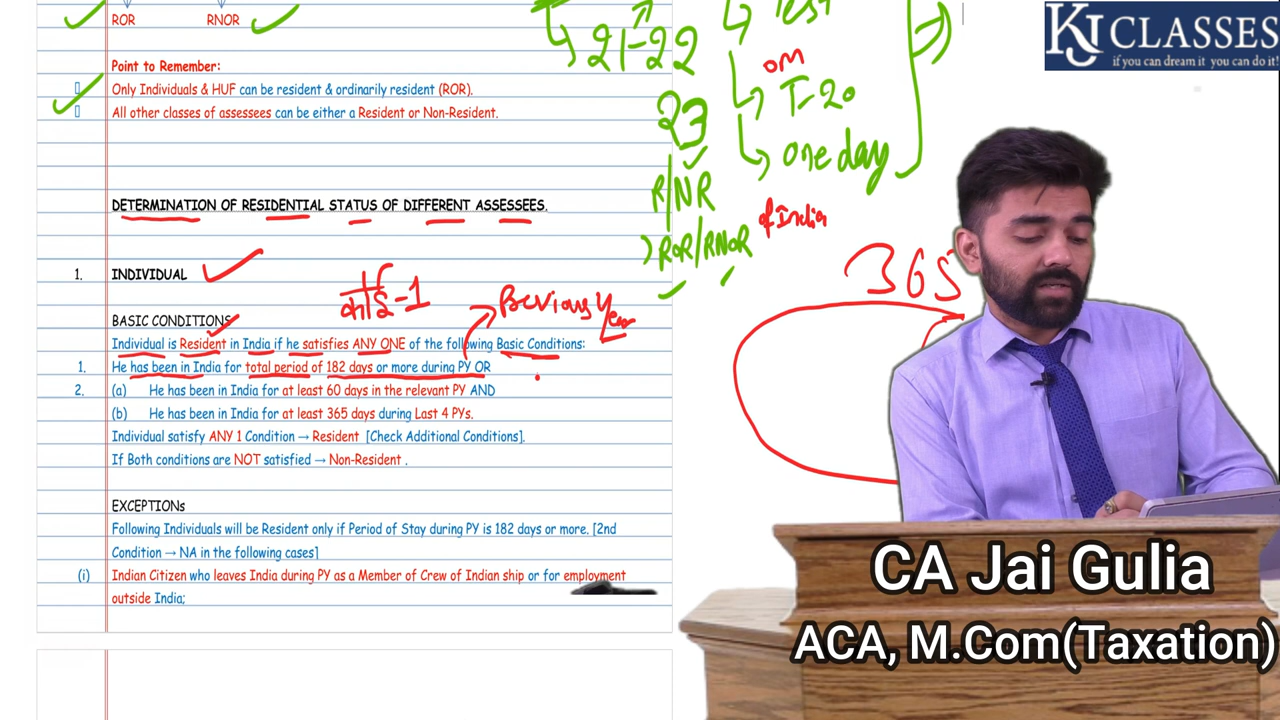 ROR RNOR
Point to Remember:
Only Individuals & HUF can be resident & ordinarily resident (ROR).
All other classes of assessees can be either a Resident or Non-Resident.
DETERMINATION OF RESIDENTIAL STATUS OF DIFFERENT ASSESSEES.
1. INDIVIDUAL
BASIC CONDITIONS
Individual is Resident in India if he satisfies ANY ONE of the following Basic Conditions:
1. He has been in India for total period of 182 days or more during PY OR
2. (a) He has been in India for at least 60 days in the relevant PY AND
(b) He has been in India for at least 365 days during Last 4 PYs.
Individual satisfy ANY 1 Condition → Resident [Check Additional Conditions].
If Both conditions are NOT satisfied → Non-Resident .
EXCEPTIONs
Following Individuals will be Resident only if Period of Stay during PY is 182 days or more. [2nd
Condition → NA in the following cases]
(i) Indian Citizen who leaves India during PY as a Member of Crew of Indian ship or for employment
outside India;
Previous Year
21-22
23
R/NR
ROR/RNOR
Test
om
T-20
one day
of India
365
KJ CLASSES
if you can dream it you can do it!
CA Jai Gulia
ACA, M.Com(Taxation)